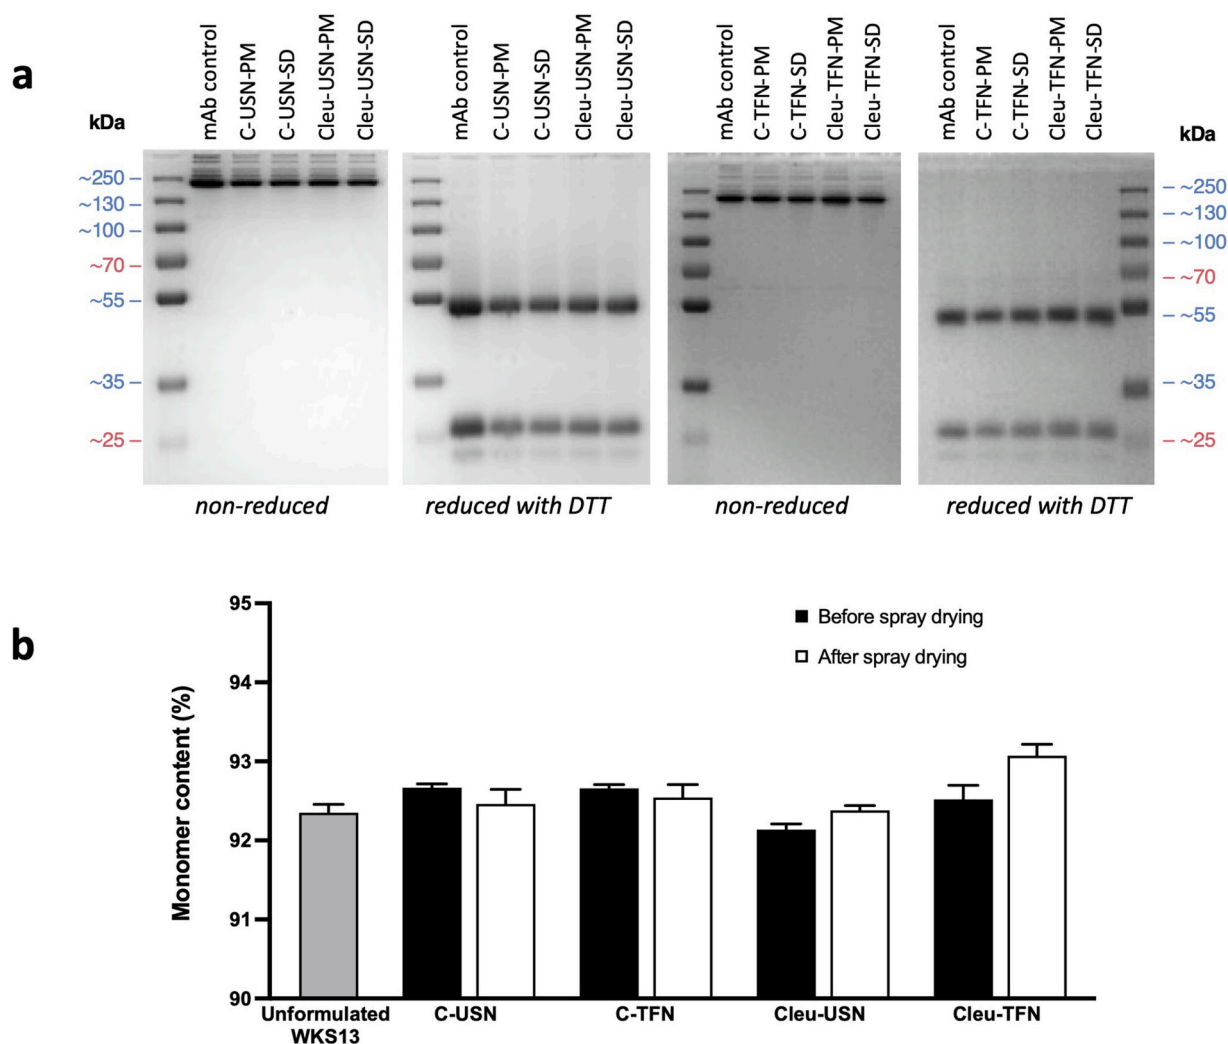 a
mAb control
C-USN-PM
C-USN-SD
Cleu-USN-PM
Cleu-USN-SD
mAb control
C-USN-PM
C-USN-SD
Cleu-USN-PM
Cleu-USN-SD
mAb control
C-TFN-PM
C-TFN-SD
Cleu-TFN-PM
Cleu-TFN-SD
mAb control
C-TFN-PM
C-TFN-SD
Cleu-TFN-PM
Cleu-TFN-SD
kDa
~250 –
~130 –
~100 –
~70 –
~55 –
~35 –
~25 –
kDa
– ~250
– ~130
– ~100
– ~70
– ~55
– ~35
– ~25
non-reduced
reduced with DTT
non-reduced
reduced with DTT
b
Monomer content (%)
95
94
93
92
91
90
Before spray drying
After spray drying
Unformulated
WKS13
C-USN
C-TFN
Cleu-USN
Cleu-TFN